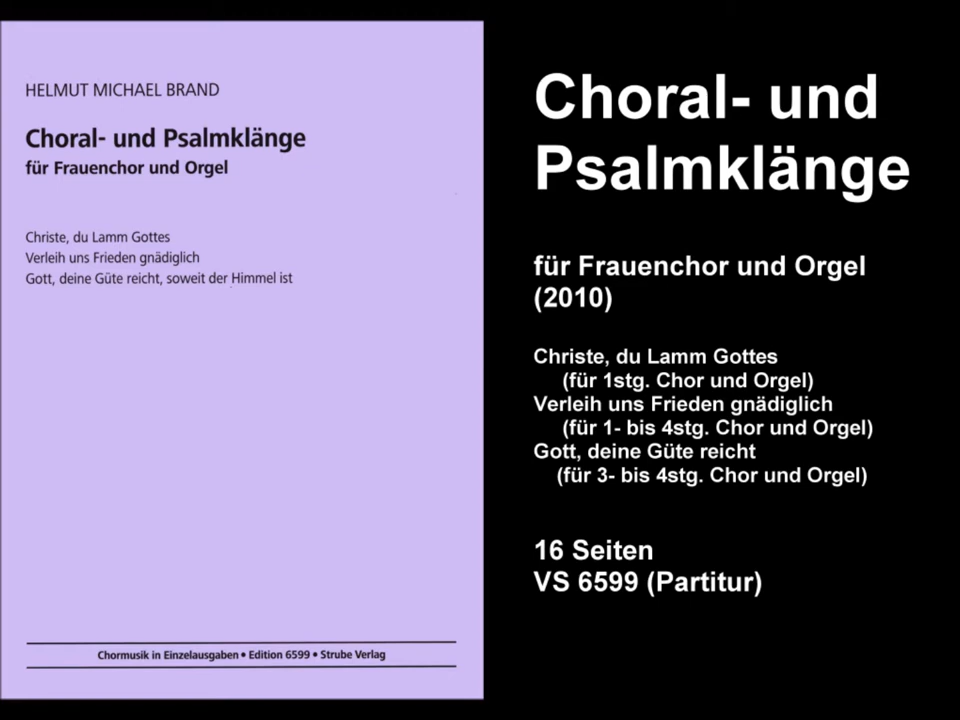 HELMUT MICHAEL BRAND
Choral- und Psalmklänge
für Frauenchor und Orgel
Christe, du Lamm Gottes
Verleih uns Frieden gnädiglich
Gott, deine Güte reicht, soweit der Himmel ist
Chormusik in Einzelausgaben • Edition 6599 • Strube Verlag
Choral- und
Psalmklänge
für Frauenchor und Orgel
(2010)
Christe, du Lamm Gottes
(für 1stg. Chor und Orgel)
Verleih uns Frieden gnädiglich
(für 1- bis 4stg. Chor und Orgel)
Gott, deine Güte reicht
(für 3- bis 4stg. Chor und Orgel)
16 Seiten
VS 6599 (Partitur)